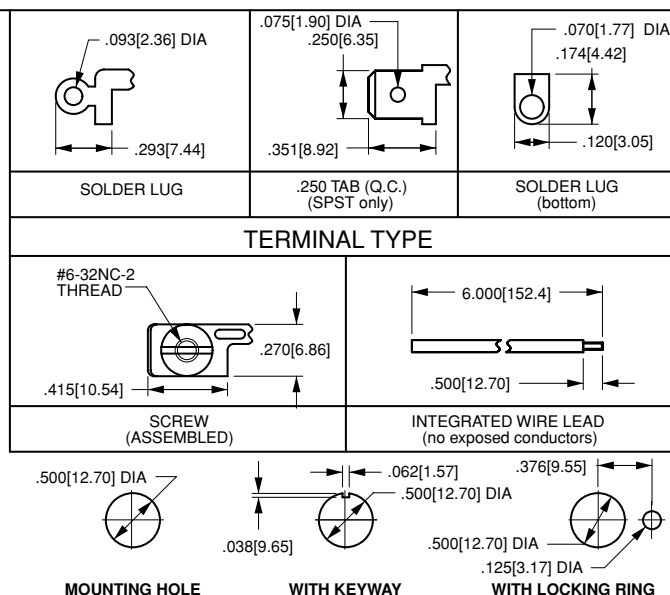 .093[2.36] DIA
.293[7.44]
SOLDER LUG
.075[1.90] DIA
.250[6.35]
.351[8.92]
.250 TAB (Q.C.)
(SPST only)
.070[1.77] DIA
.174[4.42]
.120[3.05]
SOLDER LUG
(bottom)
TERMINAL TYPE
#6-32NC-2
THREAD
.270[6.86]
.415[10.54]
SCREW
(ASSEMBLED)
6.000[152.4]
.500[12.70]
INTEGRATED WIRE LEAD
(no exposed conductors)
.500[12.70] DIA
MOUNTING HOLE
.062[1.57]
.500[12.70] DIA
.038[9.65]
WITH KEYWAY
.376[9.55]
.500[12.70] DIA
.125[3.17] DIA
WITH LOCKING RING